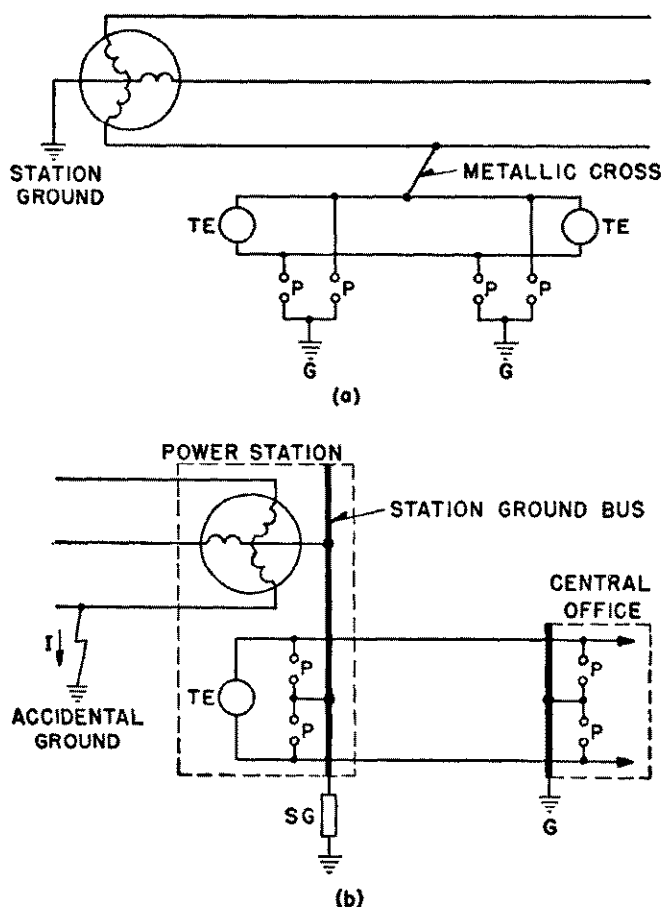 STATION
GROUND
METALLIC CROSS
TE
TE
P
P
P
P
G
G
(a)
POWER STATION
STATION GROUND BUS
CENTRAL
OFFICE
I
P
P
TE
P
P
ACCIDENTAL
GROUND
SG
G
(b)